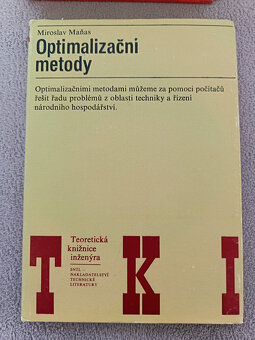 Miroslav Maňas
Optimalizační
metody
Optimalizačními metodami můžeme za pomoci počítačů
řešit řadu problémů z oblasti techniky a řízení
národního hospodářství.
Teoretická
knižnice
inženýra
SNTL
NAKLADATELSTVÍ
TECHNICKÉ
LITERATURY
T K I